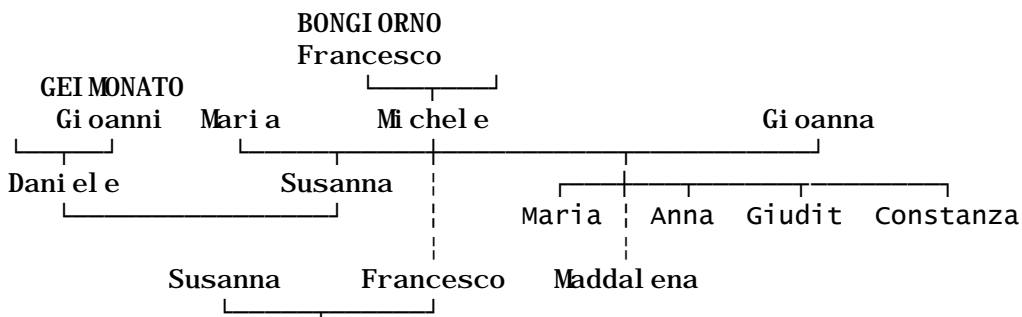 BONGIORNO
Francesco
GEIMONATO
Gioanni Maria Michele Gioanna
Daniele Susanna
Maria Anna Giudit Constanza
Susanna Francesco Maddalena